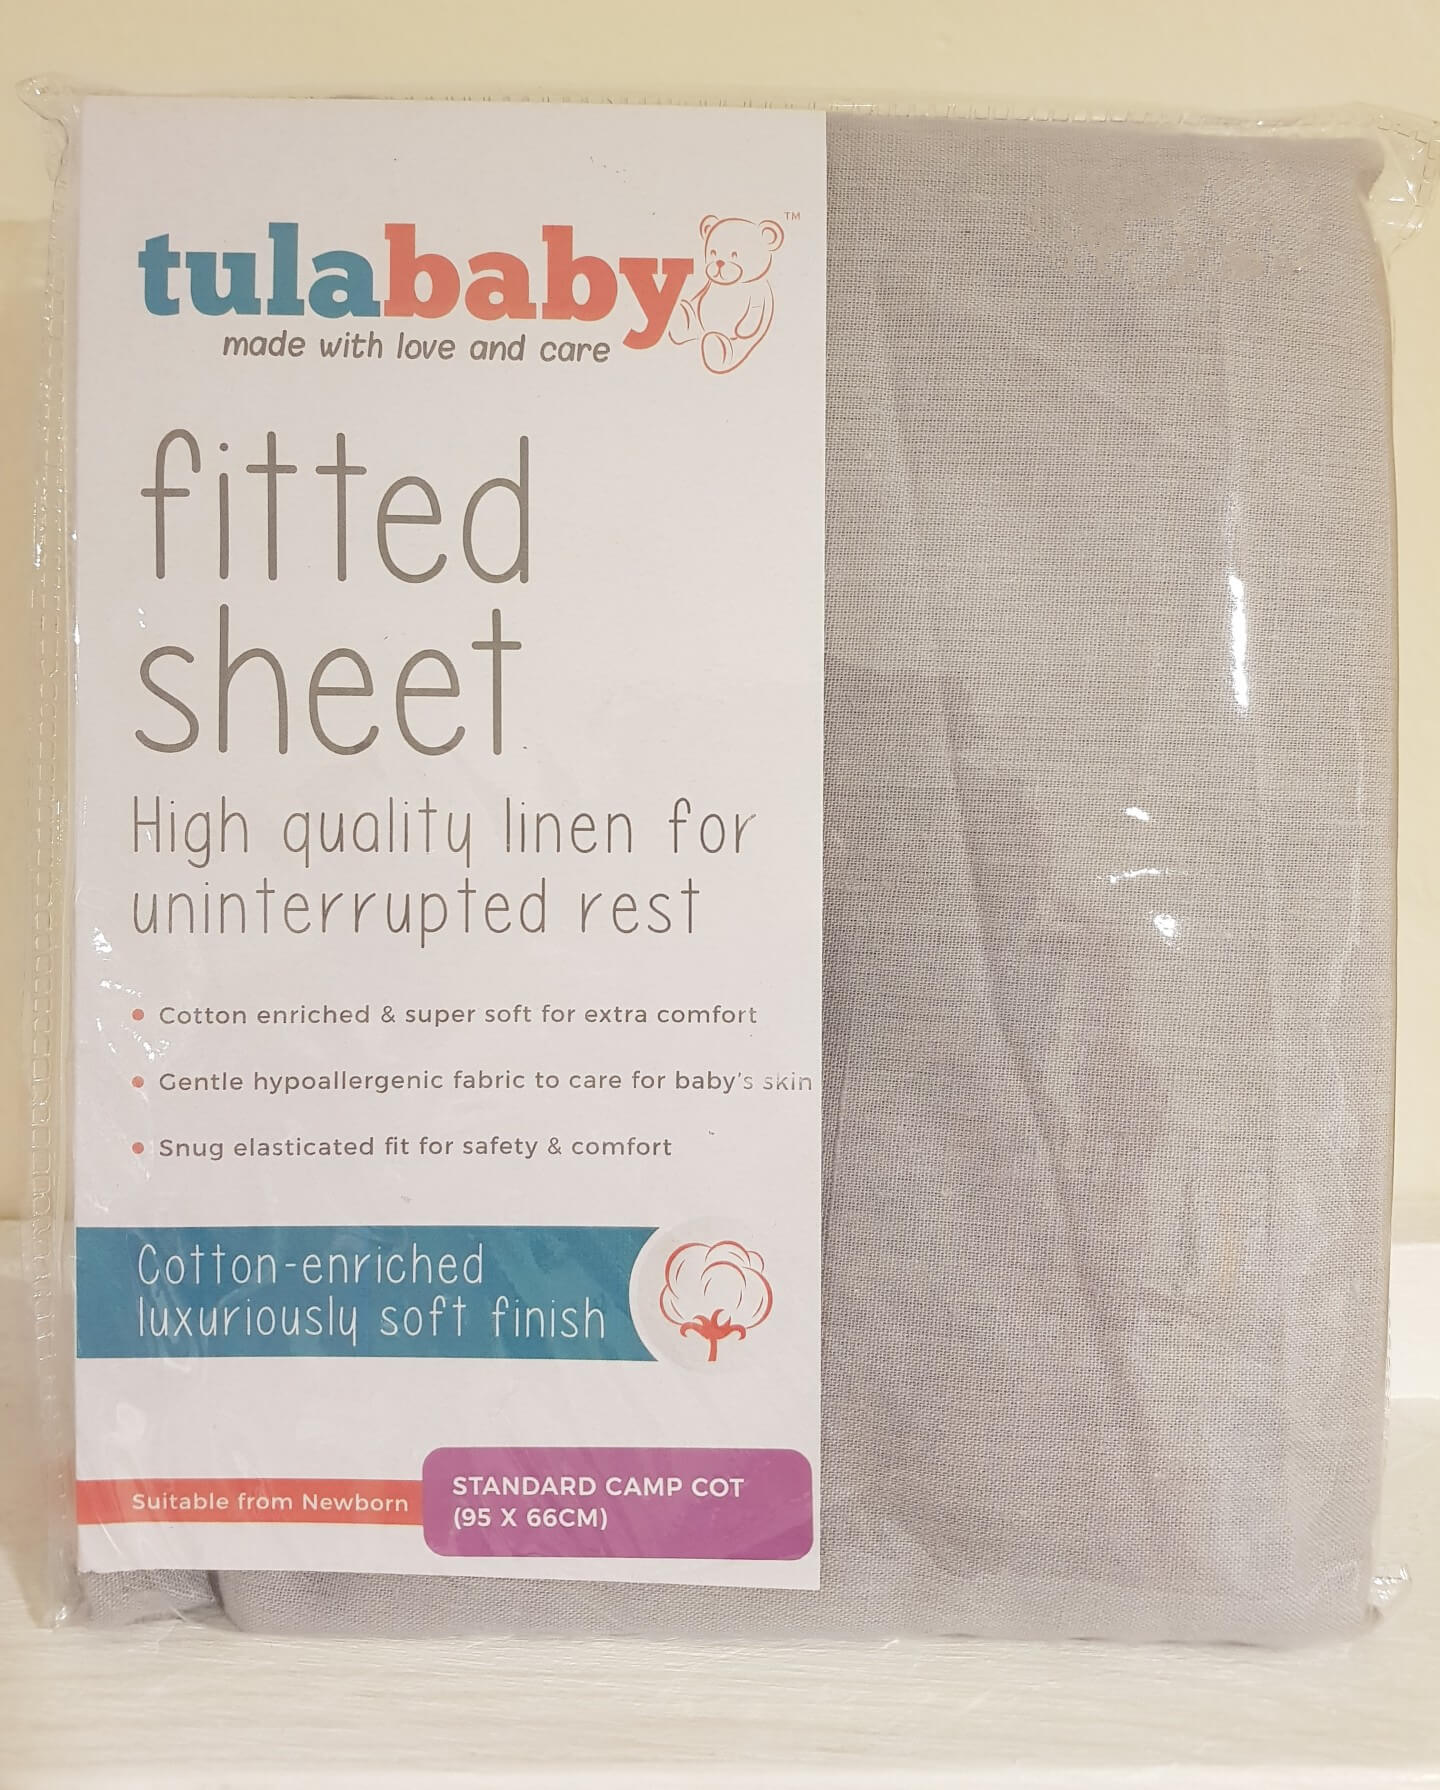 tulababy™
made with love and care
fitted
sheet
High quality linen for
uninterrupted rest
• Cotton enriched & super soft for extra comfort
• Gentle hypoallergenic fabric to care for baby's skin
• Snug elasticated fit for safety & comfort
Cotton-enriched
luxuriously soft finish
Suitable from Newborn
STANDARD CAMP COT
(95 X 66CM)